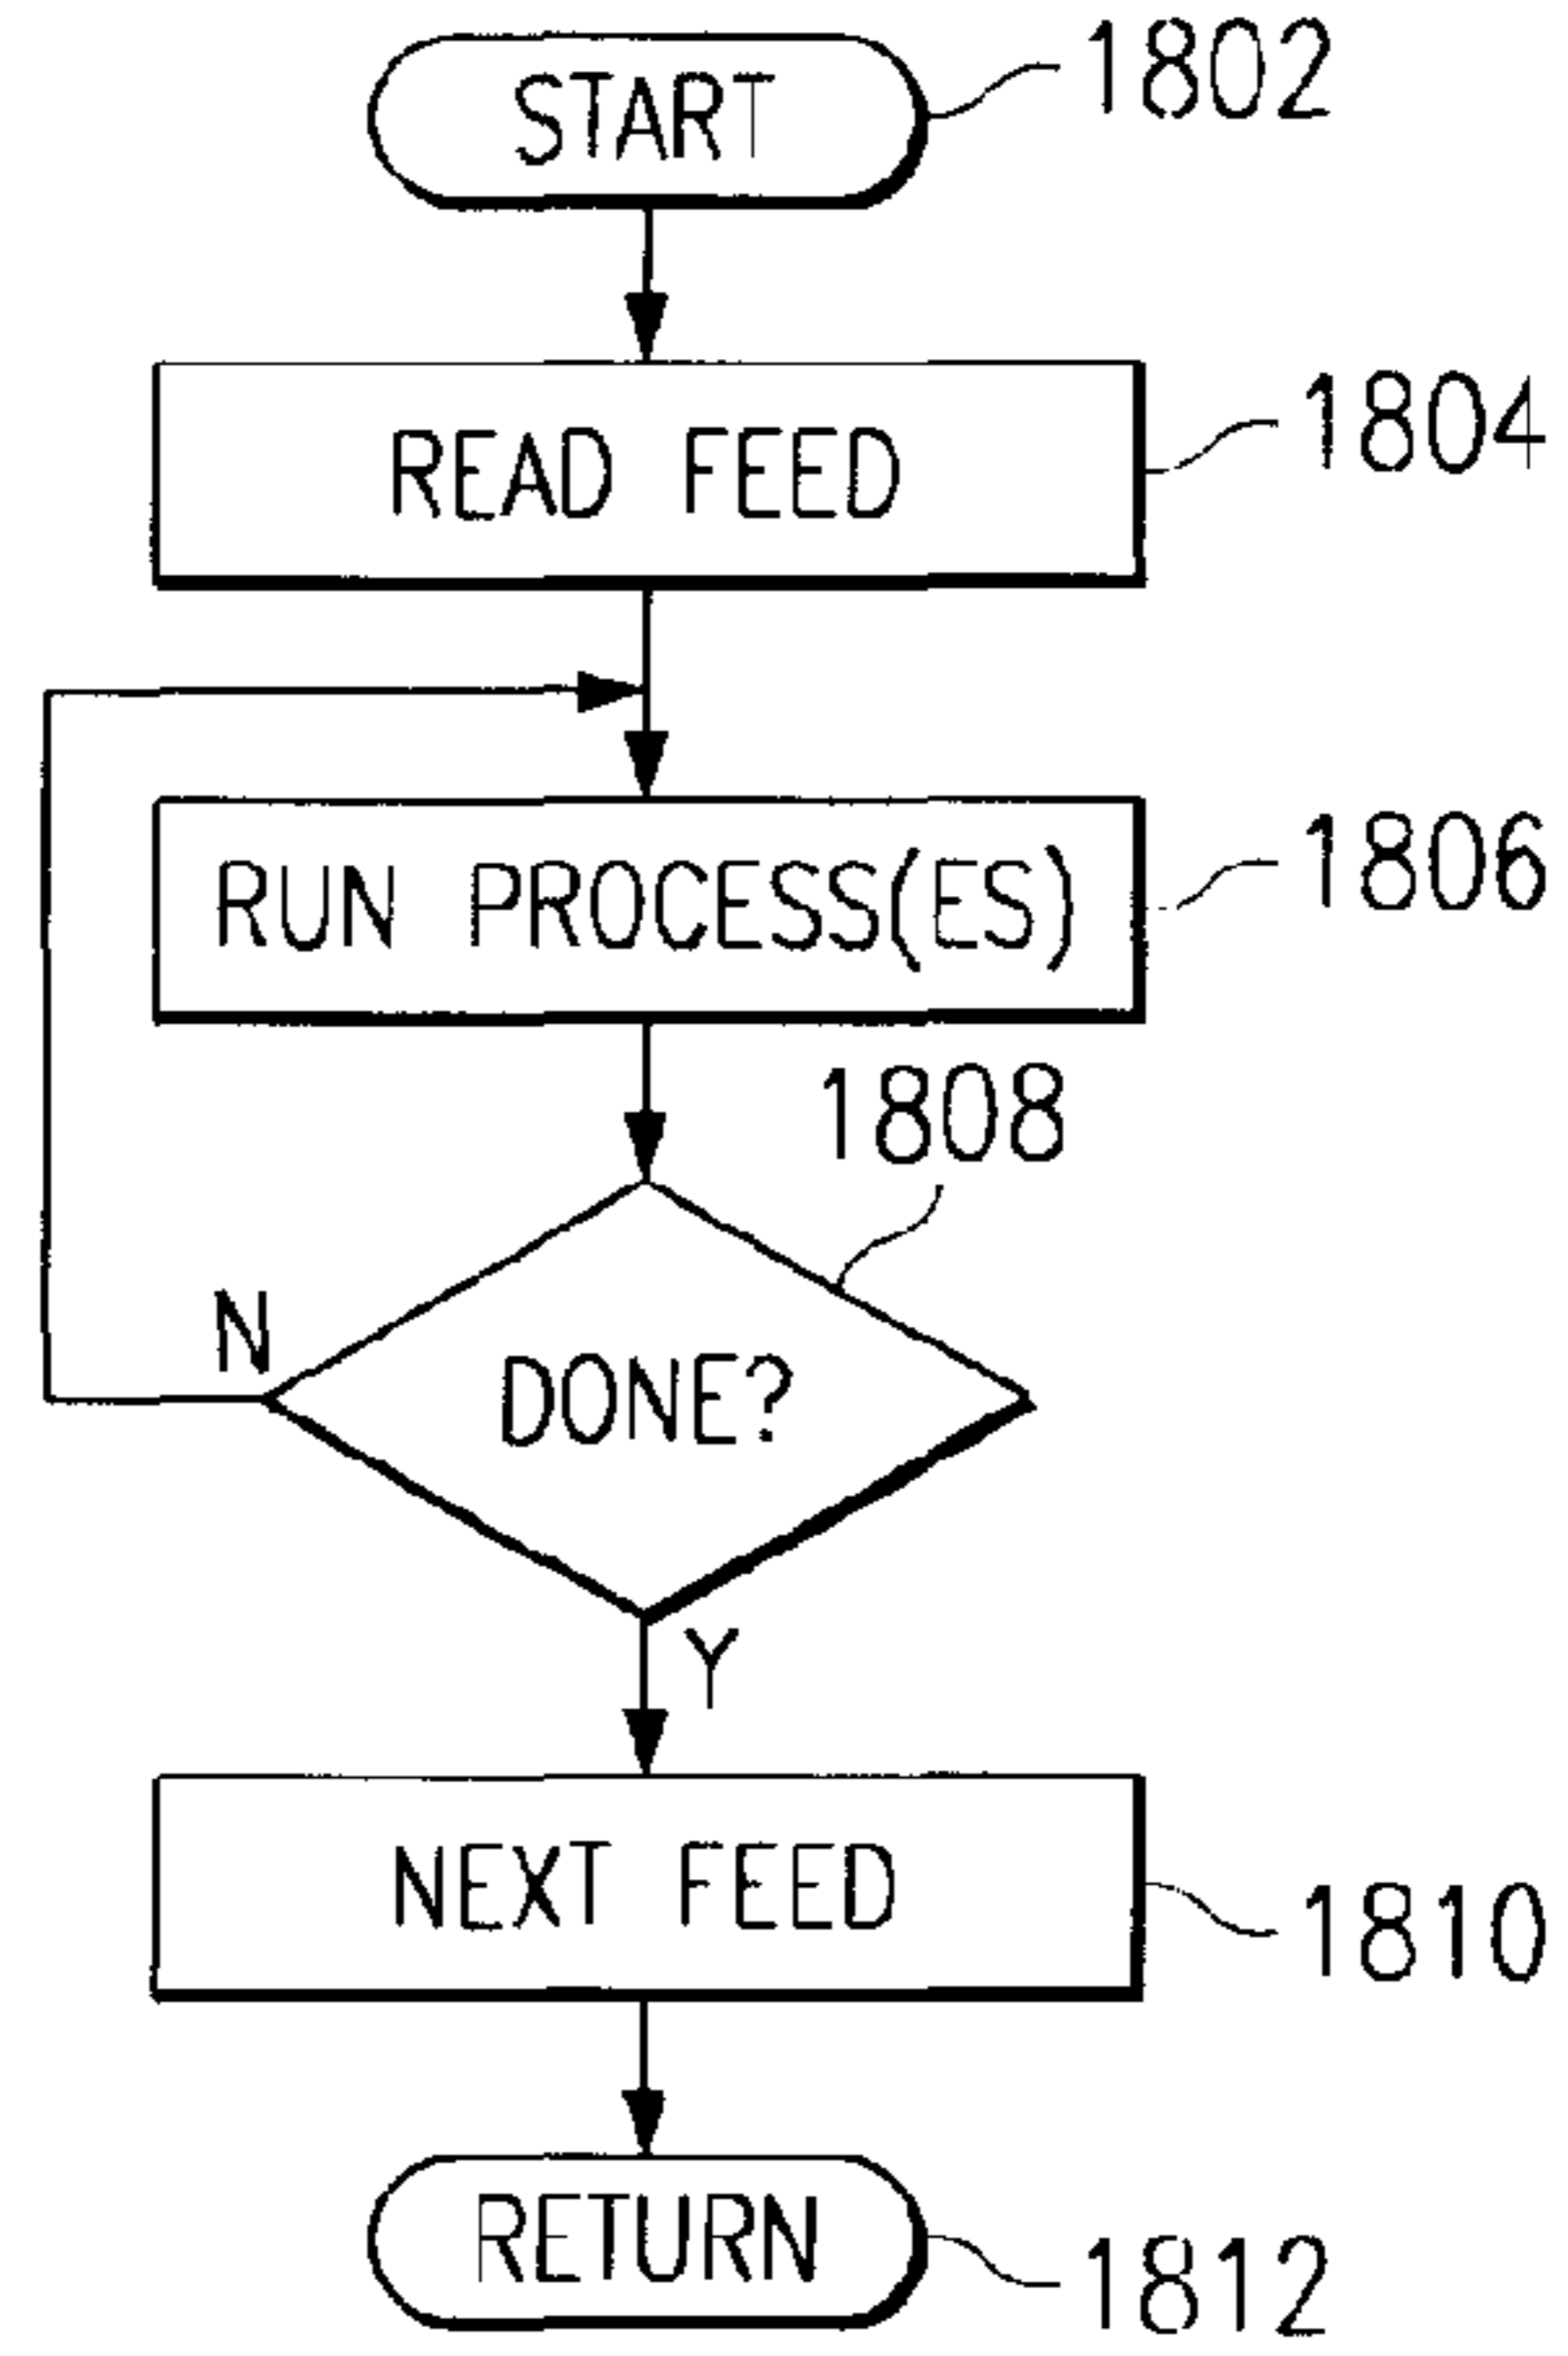 START
1802
READ FEED
1804
RUN PROCESS(ES)
1806
1808
N
DONE?
Y
NEXT FEED
1810
RETURN
1812